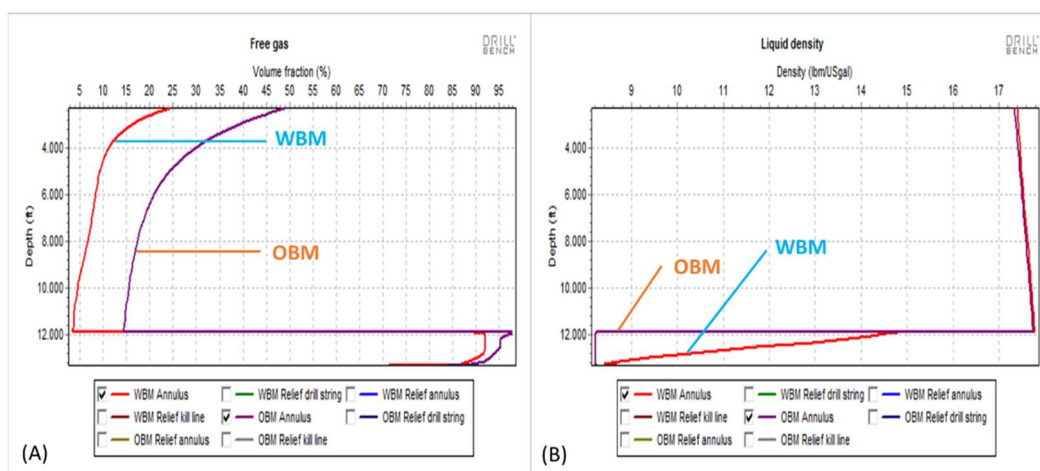 Free gas
DRILL
BENCH
Volume fraction (%)
5 10 15 20 25 30 35 40 45 50 55 60 65 70 75 80 85 90 95
Depth (ft)
4.000
6.000
8.000
10.000
12.000
WBM
OBM
WBM Annulus WBM Relief drill string WBM Relief annulus
WBM Relief kill line OBM Annulus OBM Relief drill string
OBM Relief annulus OBM Relief kill line
(A)
Liquid density
DRILL
BENCH
Density (lbm/USgal)
9 10 11 12 13 14 15 16 17
Depth (ft)
4.000
6.000
8.000
10.000
12.000
WBM
OBM
WBM Annulus WBM Relief drill string WBM Relief annulus
WBM Relief kill line OBM Annulus OBM Relief drill string
OBM Relief annulus OBM Relief kill line
(B)